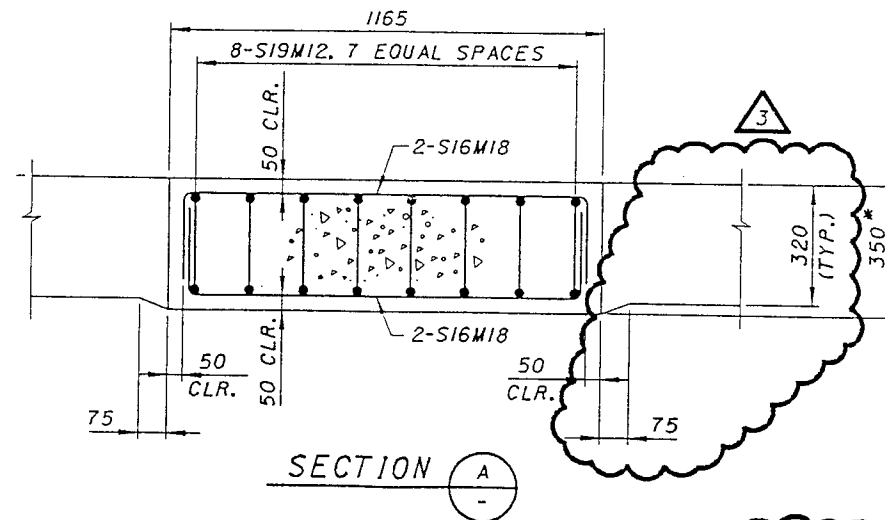 1165
8-S19M12, 7 EQUAL SPACES
50 CLR.
2-S16M18
3
320
(TYP.)
350*
2-S16M18
50
CLR.
50 CLR.
50
CLR.
75
75
SECTION A
-